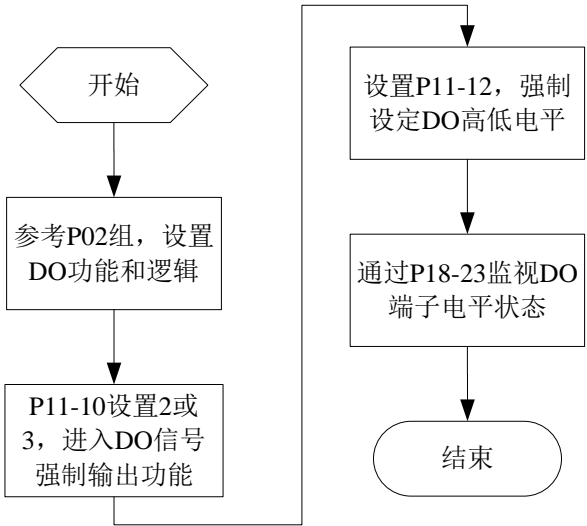 开始
参考P02组，设置
DO功能和逻辑
P11-10设置2或
3，进入DO信号
强制输出功能
设置P11-12，强制
设定DO高低电平
通过P18-23监视DO
端子电平状态
结束